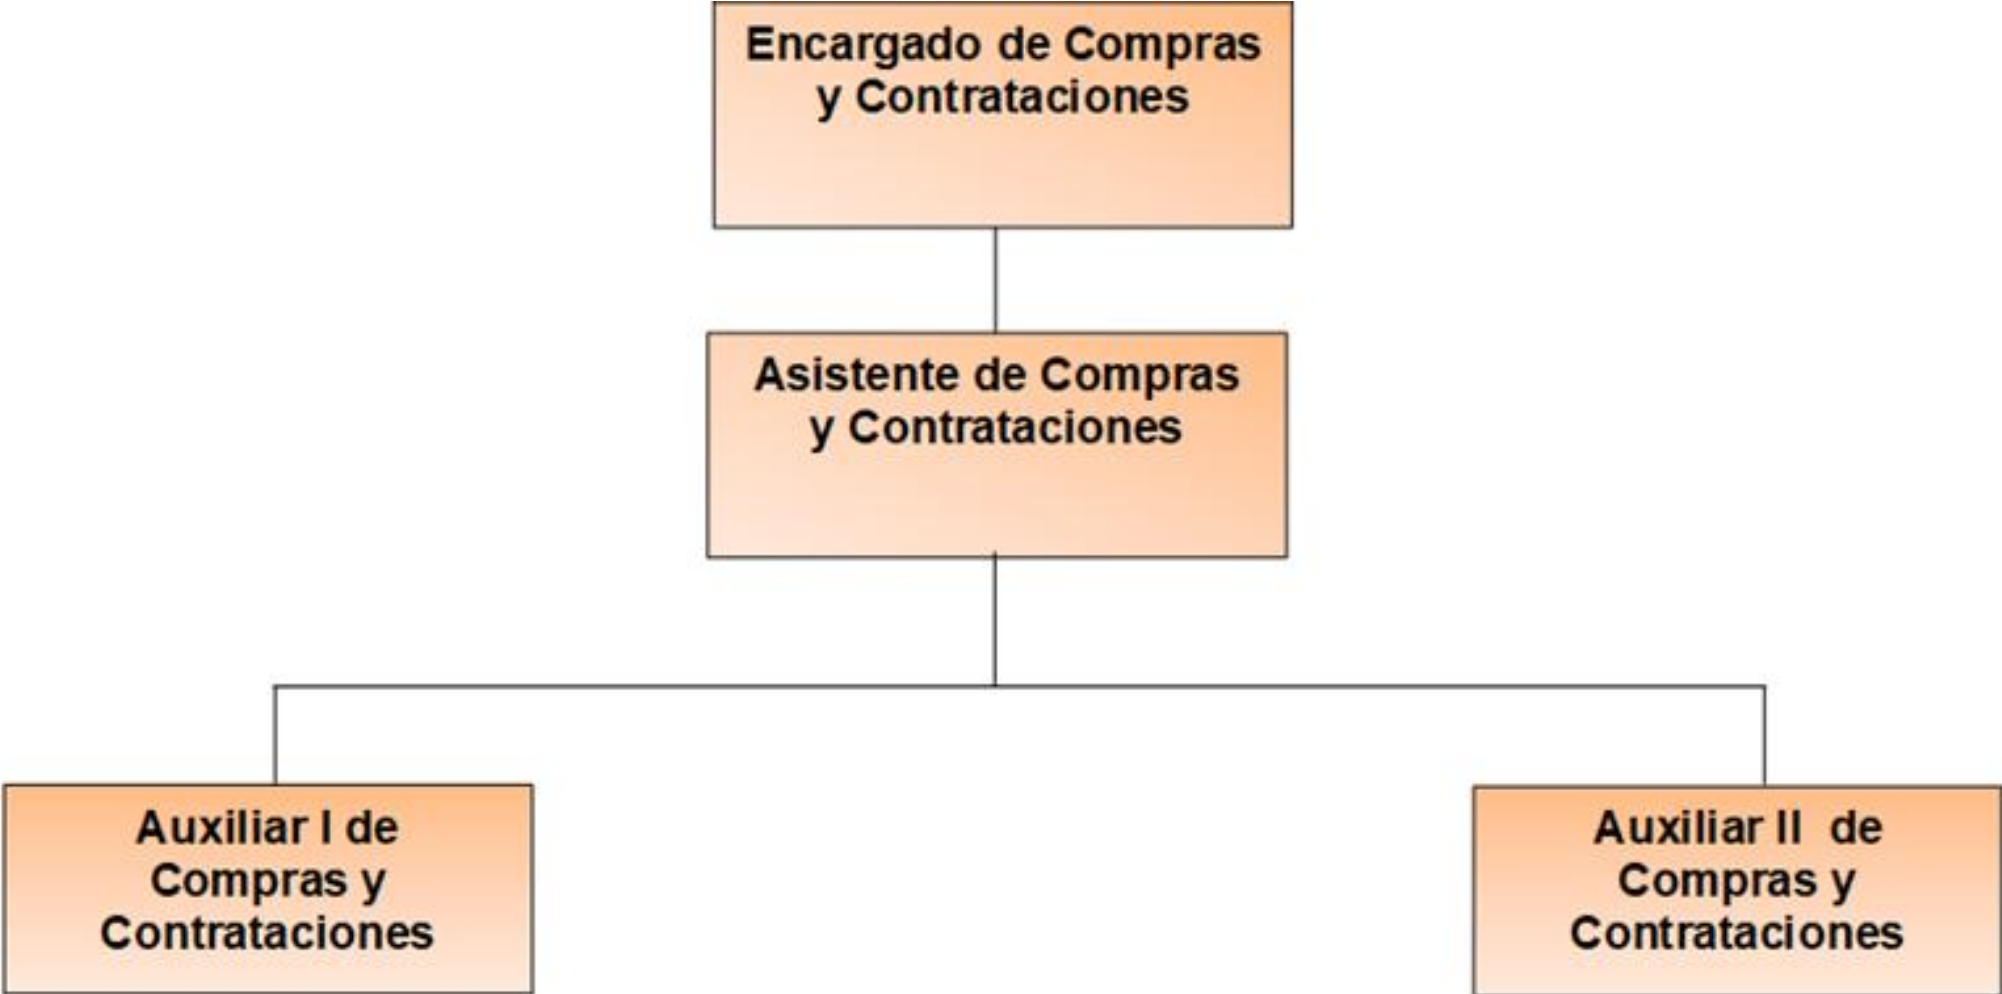 Encargado de Compras
y Contrataciones
Asistente de Compras
y Contrataciones
Auxiliar I de
Compras y
Contrataciones
Auxiliar II de
Compras y
Contrataciones